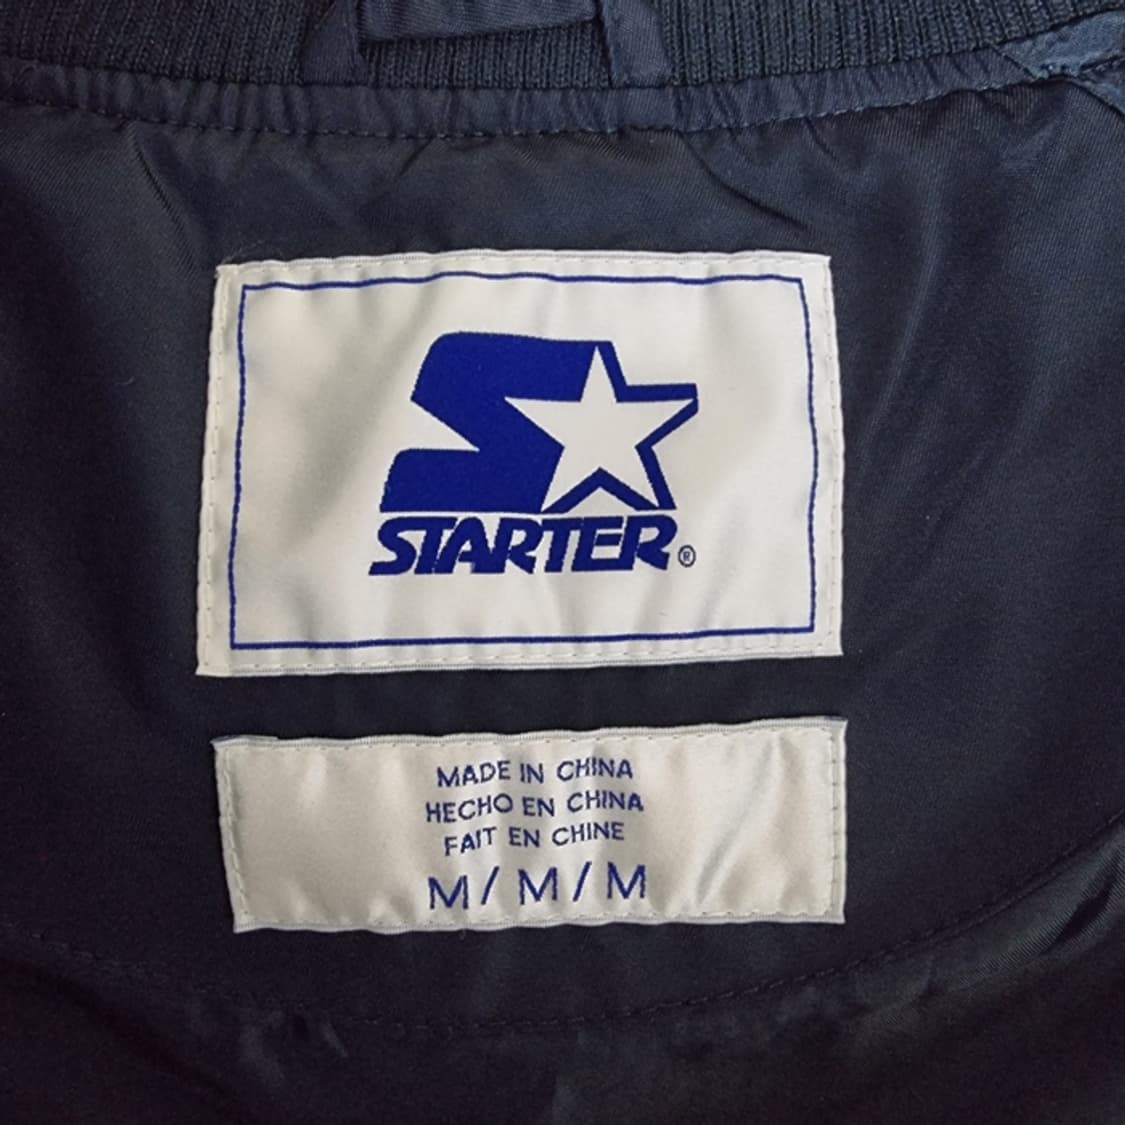 STARTER®
MADE IN CHINA
HECHO EN CHINA
FAIT EN CHINE
M/M/M